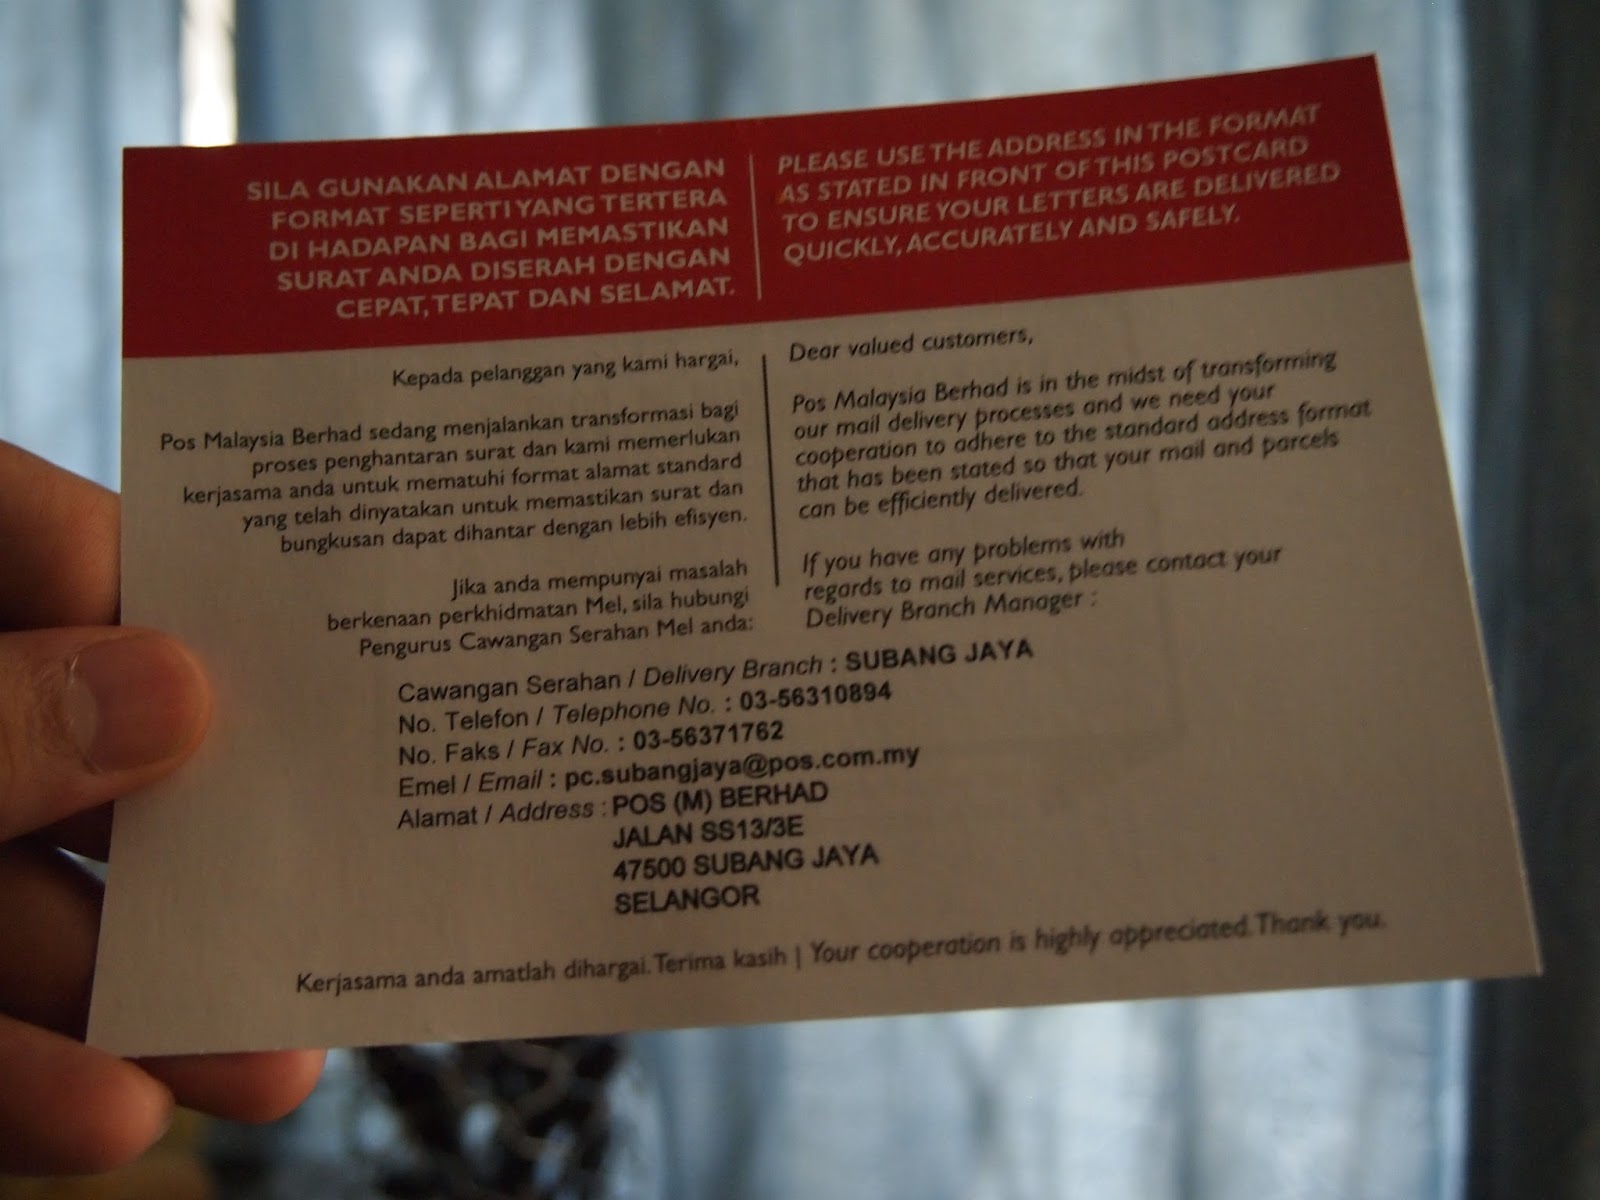 SILA GUNAKAN ALAMAT DENGAN
FORMAT SEPERTI YANG TERTERA
DI HADAPAN BAGI MEMASTIKAN
SURAT ANDA DISERAH DENGAN
CEPAT, TEPAT DAN SELAMAT.
PLEASE USE THE ADDRESS IN THE FORMAT
AS STATED IN FRONT OF THIS POSTCARD
TO ENSURE YOUR LETTERS ARE DELIVERED
QUICKLY, ACCURATELY AND SAFELY.
Kepada pelanggan yang kami hargai,
Pos Malaysia Berhad sedang menjalankan transformasi bagi
proses penghantaran surat dan kami memerlukan
kerjasama anda untuk mematuhi format alamat standard
yang telah dinyatakan untuk memastikan surat dan
bungkusan dapat dihantar dengan lebih efisyen.
Jika anda mempunyai masalah
berkenaan perkhidmatan Mel, sila hubungi
Pengurus Cawangan Serahan Mel anda:
Dear valued customers,
Pos Malaysia Berhad is in the midst of transforming
our mail delivery processes and we need your
cooperation to adhere to the standard address format
that has been stated so that your mail and parcels
can be efficiently delivered.
If you have any problems with
regards to mail services, please contact your
Delivery Branch Manager :
Cawangan Serahan / Delivery Branch : SUBANG JAYA
No. Telefon / Telephone No. : 03-56310894
No. Faks / Fax No. : 03-56371762
Emel / Email : pc.subangjaya@pos.com.my
Alamat / Address : POS (M) BERHAD
JALAN SS13/3E
47500 SUBANG JAYA
SELANGOR
Kerjasama anda amatlah dihargai. Terima kasih | Your cooperation is highly appreciated. Thank you.